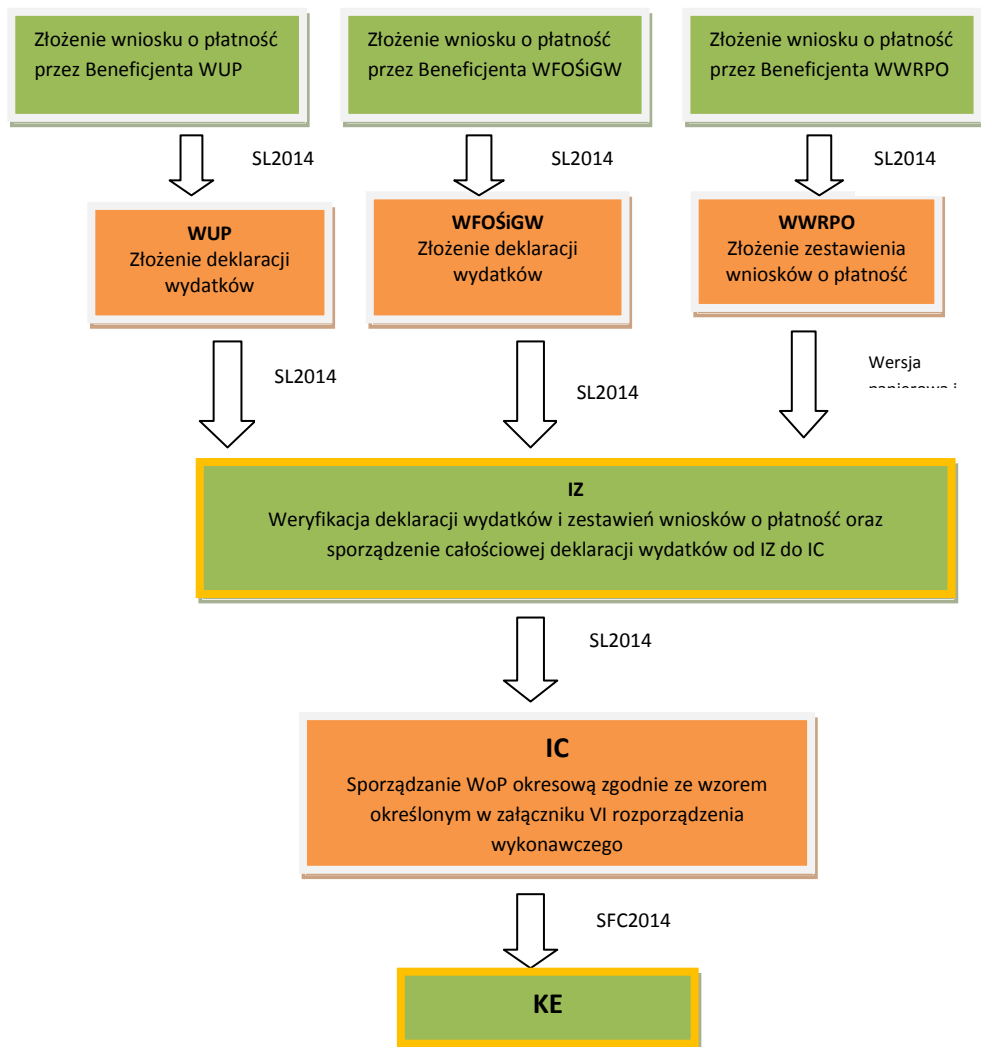 Złożenie wniosku o płatność
przez Beneficjenta WUP
Złożenie wniosku o płatność
przez Beneficjenta WFOŚiGW
Złożenie wniosku o płatność
przez Beneficjenta WWRPO
SL2014
SL2014
SL2014
WUP
Złożenie deklaracji
wydatków
WFOŚiGW
Złożenie deklaracji
wydatków
WWRPO
Złożenie zestawienia
wniosków o płatność
SL2014
SL2014
Wersja
IZ
Weryfikacja deklaracji wydatków i zestawień wniosków o płatność oraz
sporządzenie całościowej deklaracji wydatków od IZ do IC
SL2014
IC
Sporządzanie WoP okresową zgodnie ze wzorem
określonym w załączniku VI rozporządzenia
wykonawczego
SFC2014
KE